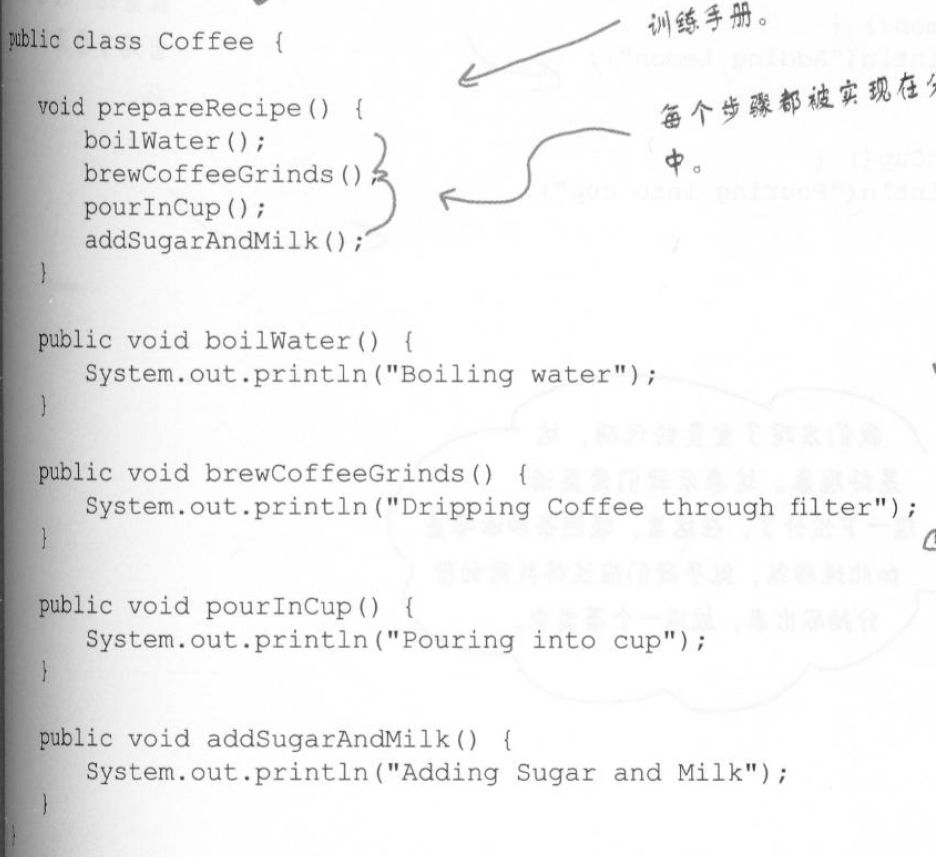 public class Coffee {
训练手册。
void prepareRecipe() {
每个步骤都被实现在
boilWater();
中。
brewCoffeeGrinds();
pourInCup();
addSugarAndMilk();
}
public void boilWater() {
System.out.println("Boiling water");
}
public void brewCoffeeGrinds() {
System.out.println("Dripping Coffee through filter");
}
public void pourInCup() {
System.out.println("Pouring into cup");
}
public void addSugarAndMilk() {
System.out.println("Adding Sugar and Milk");
}
}